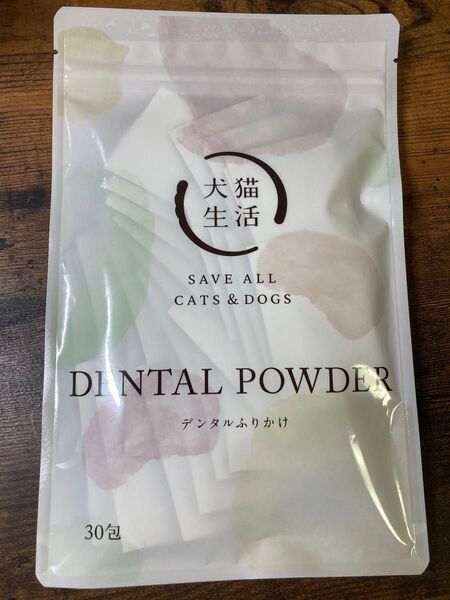 犬猫
生活
SAVE ALL
CATS & DOGS
DENTAL POWDER
デンタルふりかけ
30包